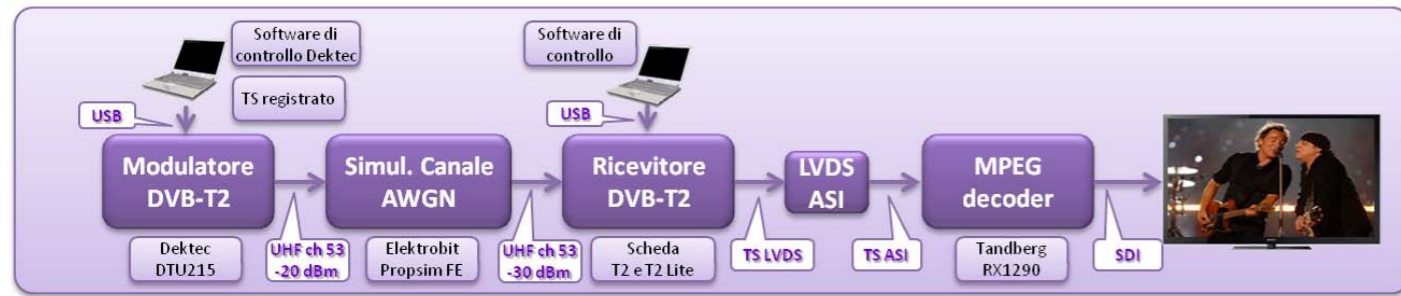 Software di
controllo Dektec
TS registrato
USB
Software di
controllo
USB
Modulatore
DVB-T2
Simul. Canale
AWGN
Ricevitore
DVB-T2
LVDS
ASI
MPEG
decoder
Dektec
DTU215
UHF ch 53
-20 dBm
Elektrobit
Propsim FE
UHF ch 53
-30 dBm
Scheda
T2 e T2 Lite
TS LVDS
TS ASI
Tandberg
RX1290
SDI